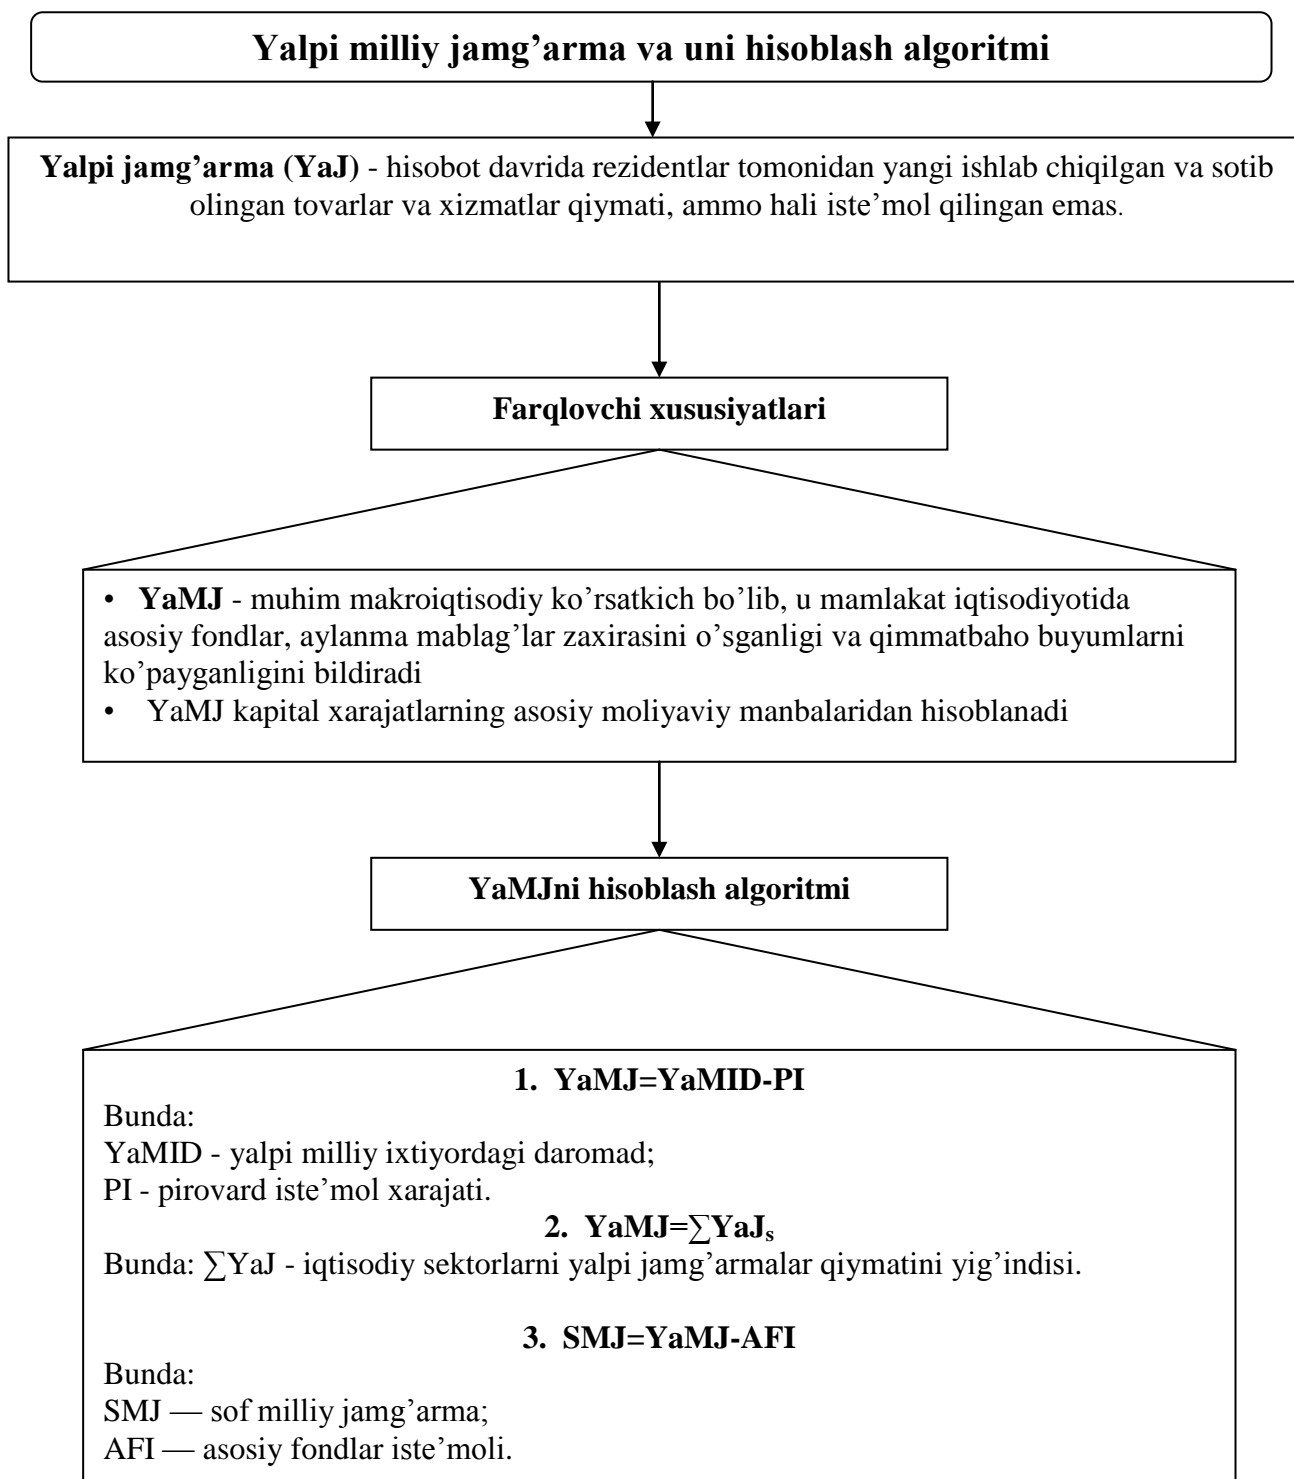 Yalpi milliy jamg’arma va uni hisoblash algoritmi
Yalpi jamg’arma (YaJ) - hisobot davrida rezidentlar tomonidan yangi ishlab chiqilgan va sotib
olingan tovarlar va xizmatlar qiymati, ammo hali iste’mol qilingan emas.
Farqlovchi xususiyatlari
• YaMJ - muhim makroiqtisodiy ko’rsatkich bo’lib, u mamlakat iqtisodiyotida
asosiy fondlar, aylanma mablag’lar zaxirasini o’sganligi va qimmatbaho buyumlarni
ko’payganligini bildiradi
• YaMJ kapital xarajatlarning asosiy moliyaviy manbalaridan hisoblanadi
YaMJni hisoblash algoritmi
1. YaMJ=YaMID-PI
Bunda:
YaMID - yalpi milliy ixtiyordagi daromad;
PI - pirovard iste’mol xarajati.
2. YaMJ=∑YaJₛ
Bunda: ∑YaJ - iqtisodiy sektorlarni yalpi jamg’armalar qiymatini yig’indisi.
3. SMJ=YaMJ-AFI
Bunda:
SMJ — sof milliy jamg’arma;
AFI — asosiy fondlar iste’moli.